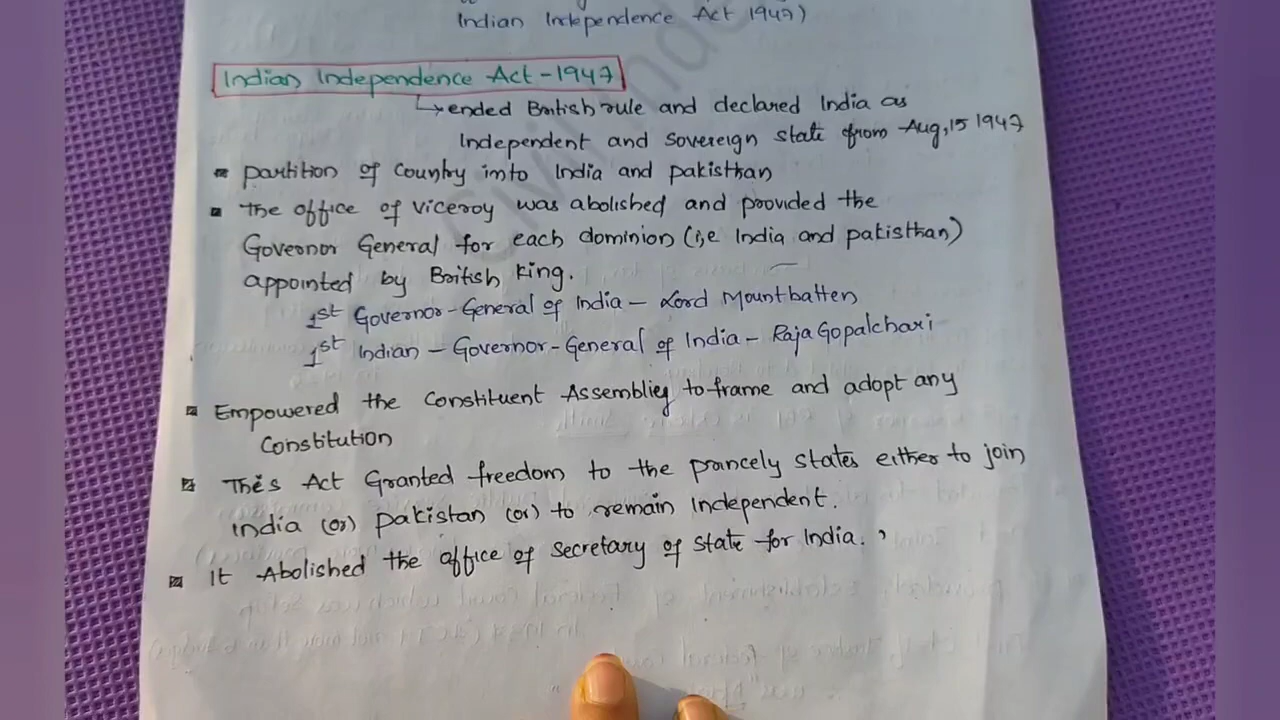 Indian Independence Act 1947)
Indian Independence Act - 1947
↳ ended British rule and declared India as
Independent and sovereign state from Aug, 15 1947
▪ partition of country into India and pakisthan
▪ The office of viceroy was abolished and provided the
Governor General for each dominion (i,e India and pakisthan)
appointed by British king.
1st Governor-General of India - Lord Mountbatten
1st Indian - Governor-General of India - Raja Gopalchari
▪ Empowered the Constituent Assemblies to frame and adopt any
Constitution
▪ This Act Granted freedom to the princely states either to join
India (or) pakistan (or) to remain Independent.
▪ It Abolished the office of secretary of state for India.